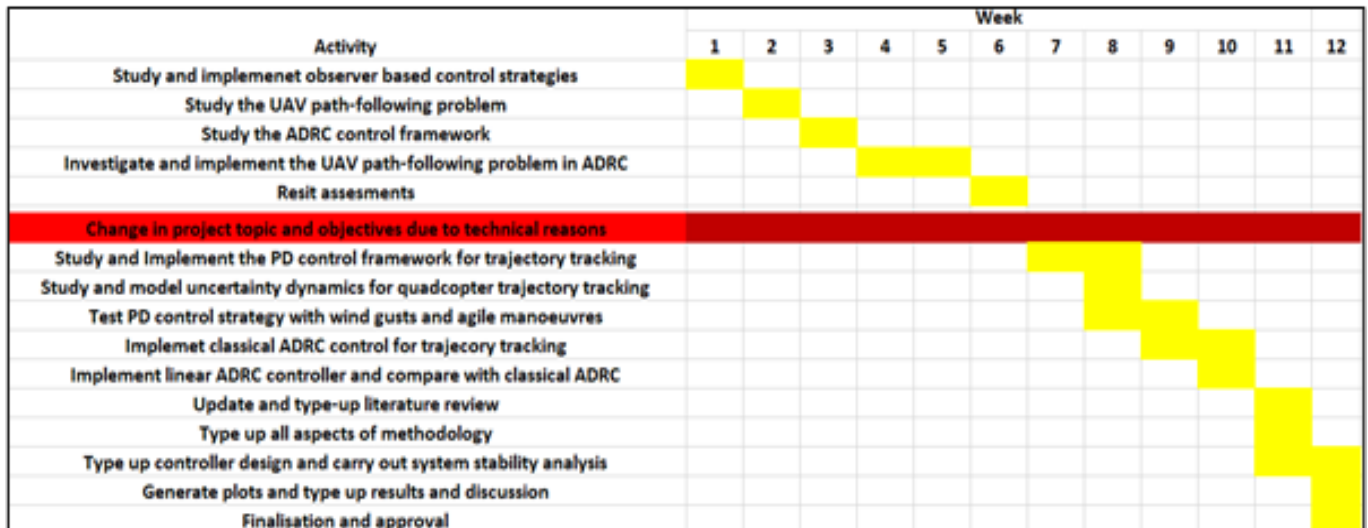 Week
Activity 1 2 3 4 5 6 7 8 9 10 11 12
Study and implemenet observer based control strategies
Study the UAV path-following problem
Study the ADRC control framework
Investigate and implement the UAV path-following problem in ADRC
Resit assesments
Change in project topic and objectives due to technical reasons
Study and Implement the PD control framework for trajectory tracking
Study and model uncertainty dynamics for quadcopter trajectory tracking
Test PD control strategy with wind gusts and agile manoeuvres
Implemet classical ADRC control for trajecory tracking
Implement linear ADRC controller and compare with classical ADRC
Update and type-up literature review
Type up all aspects of methodology
Type up controller design and carry out system stability analysis
Generate plots and type up results and discussion
Finalisation and approval